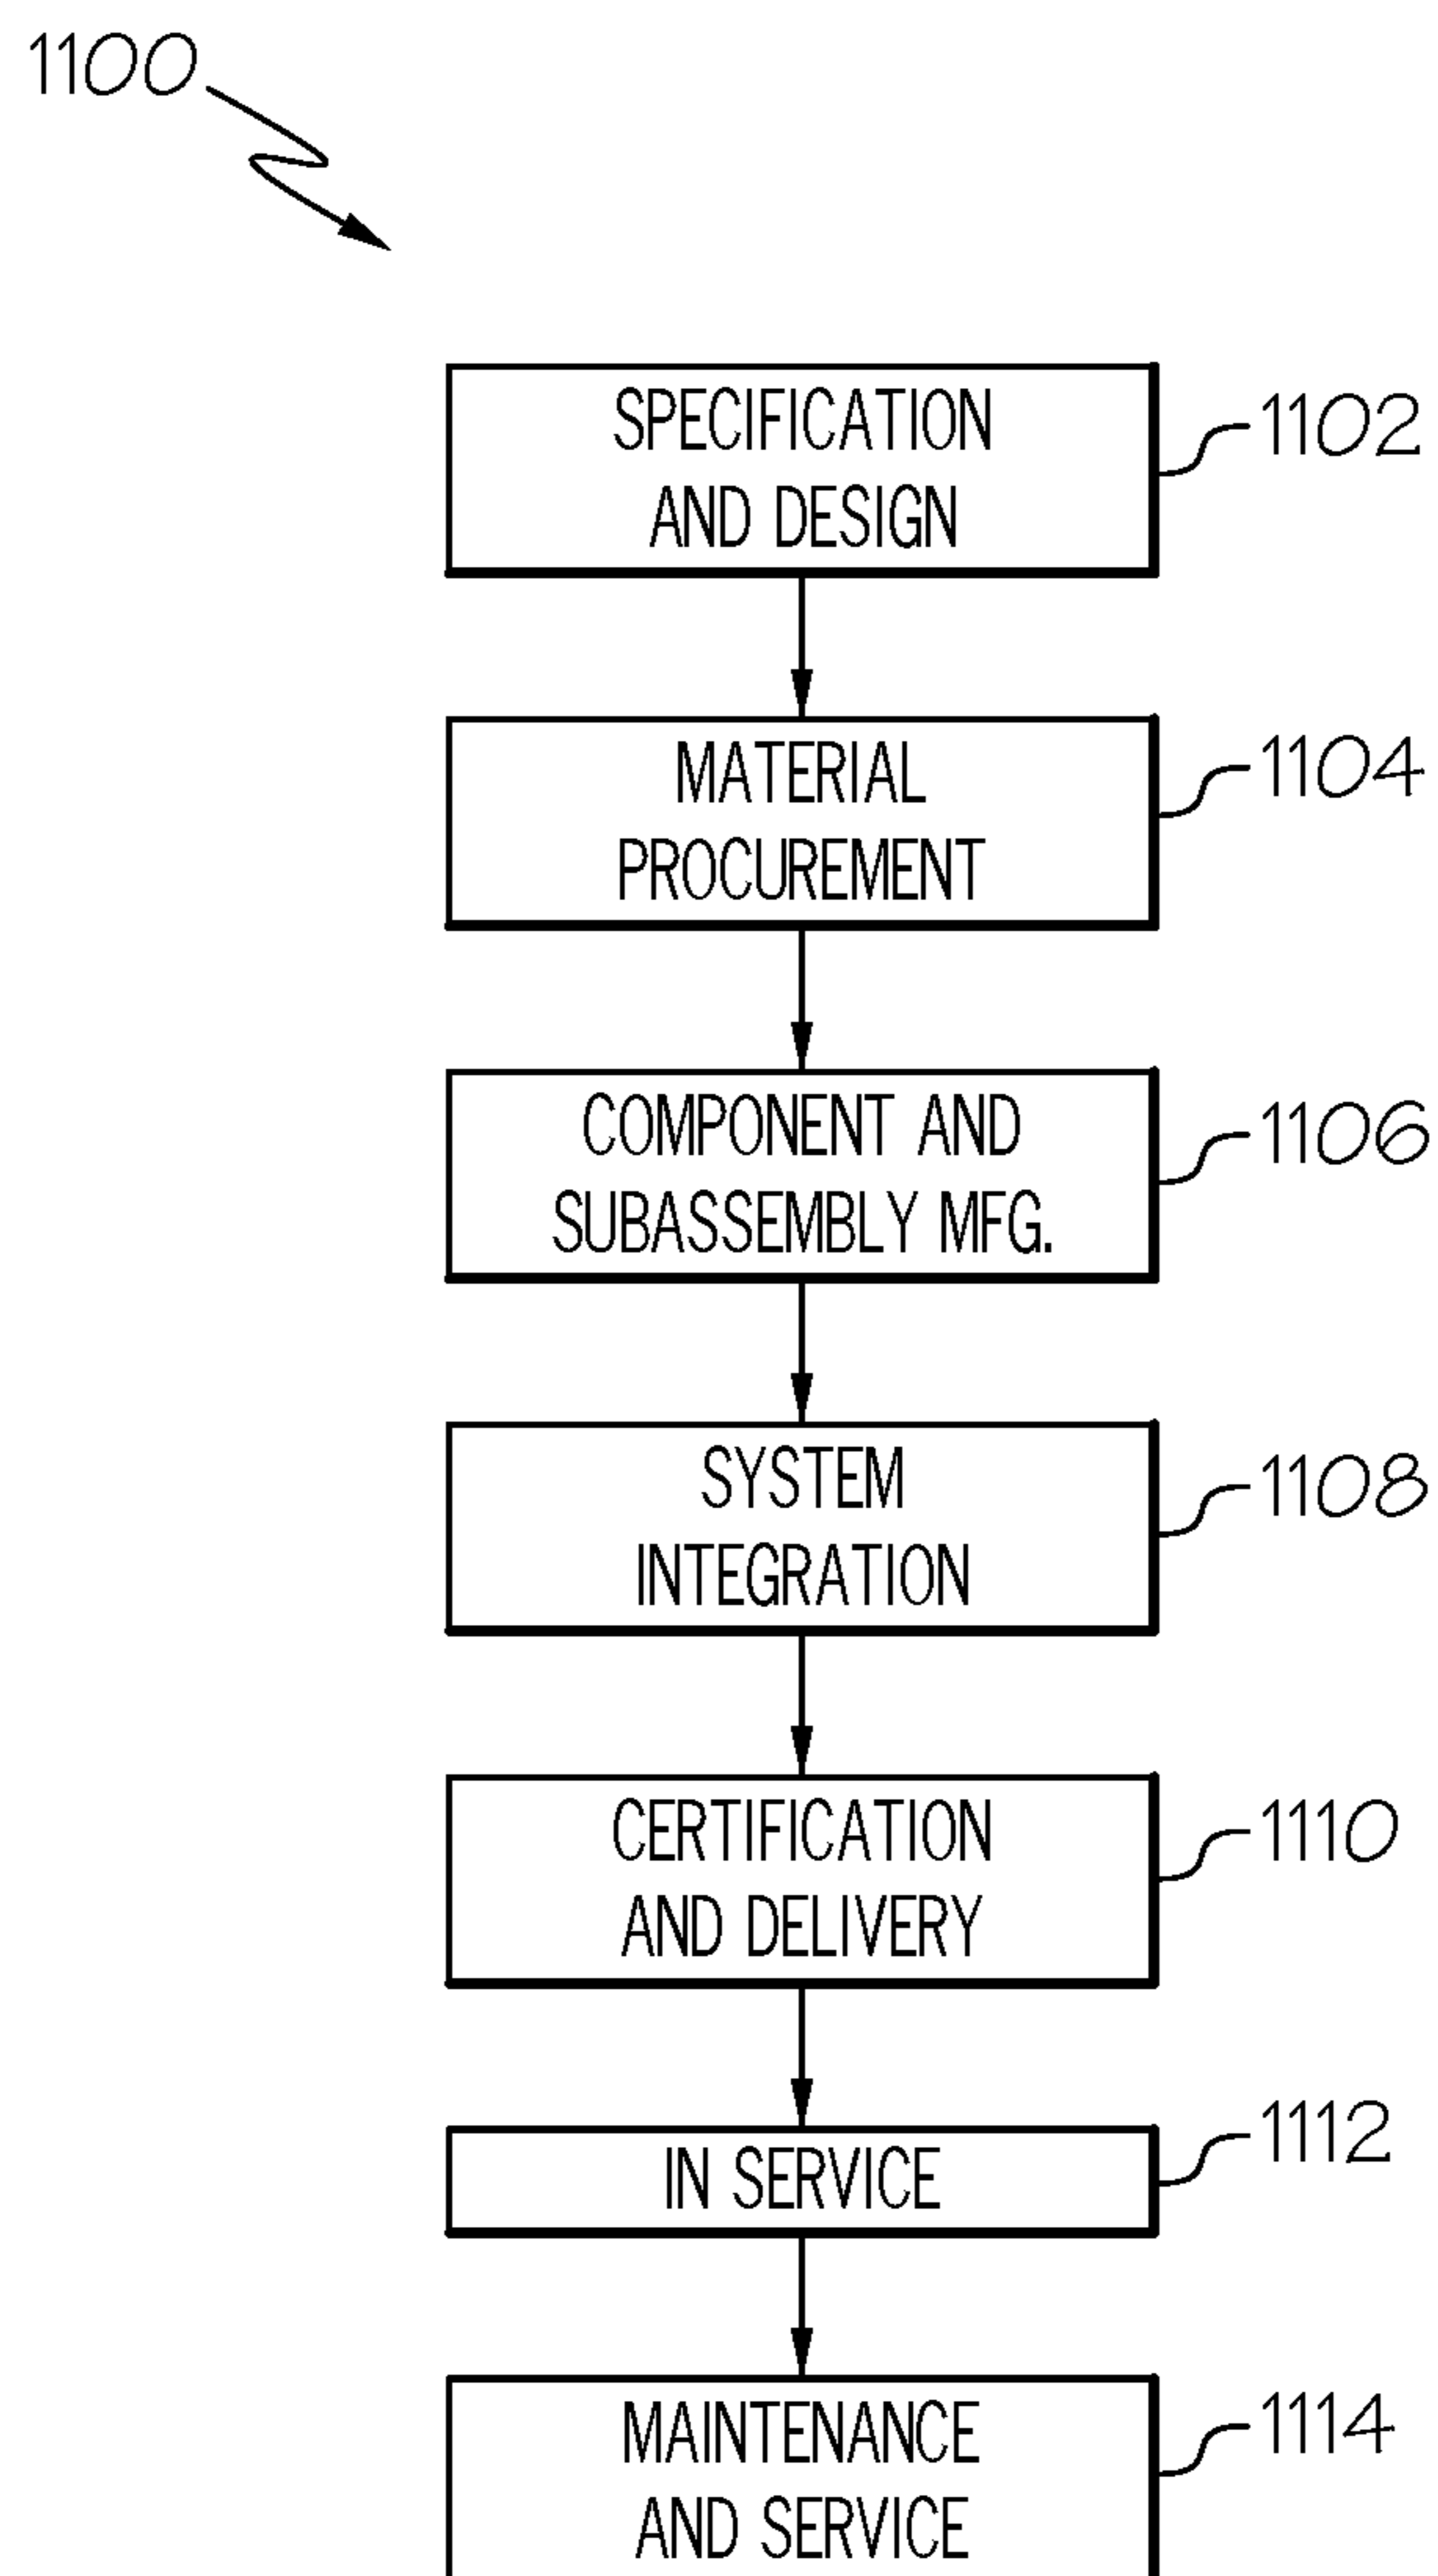 1100
SPECIFICATION
AND DESIGN
1102
MATERIAL
PROCUREMENT
1104
COMPONENT AND
SUBASSEMBLY MFG.
1106
SYSTEM
INTEGRATION
1108
CERTIFICATION
AND DELIVERY
1110
IN SERVICE
1112
MAINTENANCE
AND SERVICE
1114